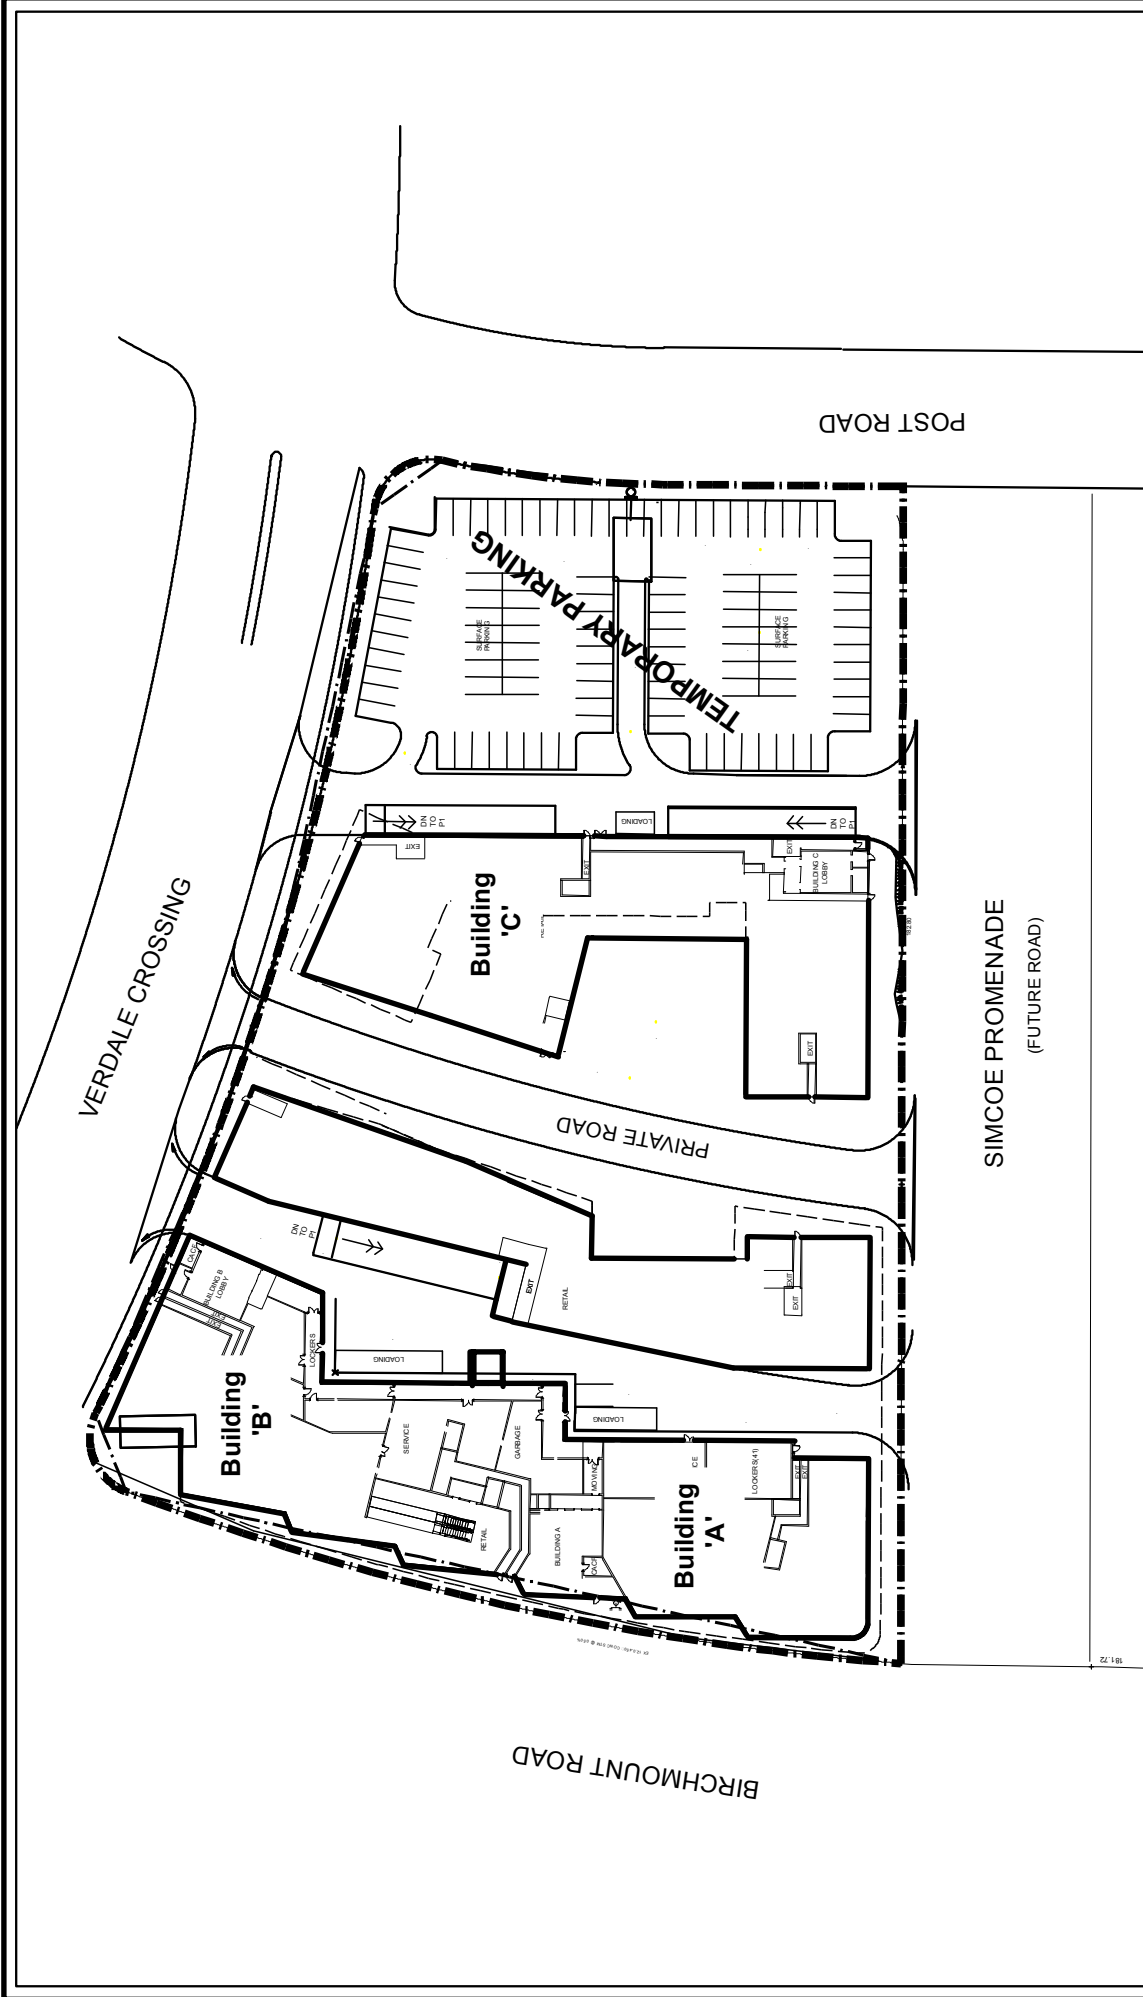 POST ROAD
TEMPORARY PARKING
SURFACE
PARKING
SURFACE
PARKING
VERDALE CROSSING
DN
TO
P1
LOADING
DN
TO
P1
EXIT
EXIT
EXIT
BUILDING C
LOBBY
Building
'C'
SIMCOE PROMENADE
(FUTURE ROAD)
EXIT
PRIVATE ROAD
DN
TO
P1
CACF
BUILDING B
LOBBY
EXIT
RETAIL
EXIT
EXIT
LOCKERS
LOADING
Building
'B'
LOADING
SERVICE
GARBAGE
MOVING
CE
LOCKERS(41)
EXIT
EXIT
RETAIL
BUILDING A
CACF
Building
'A'
181.72
BIRCHMOUNT ROAD